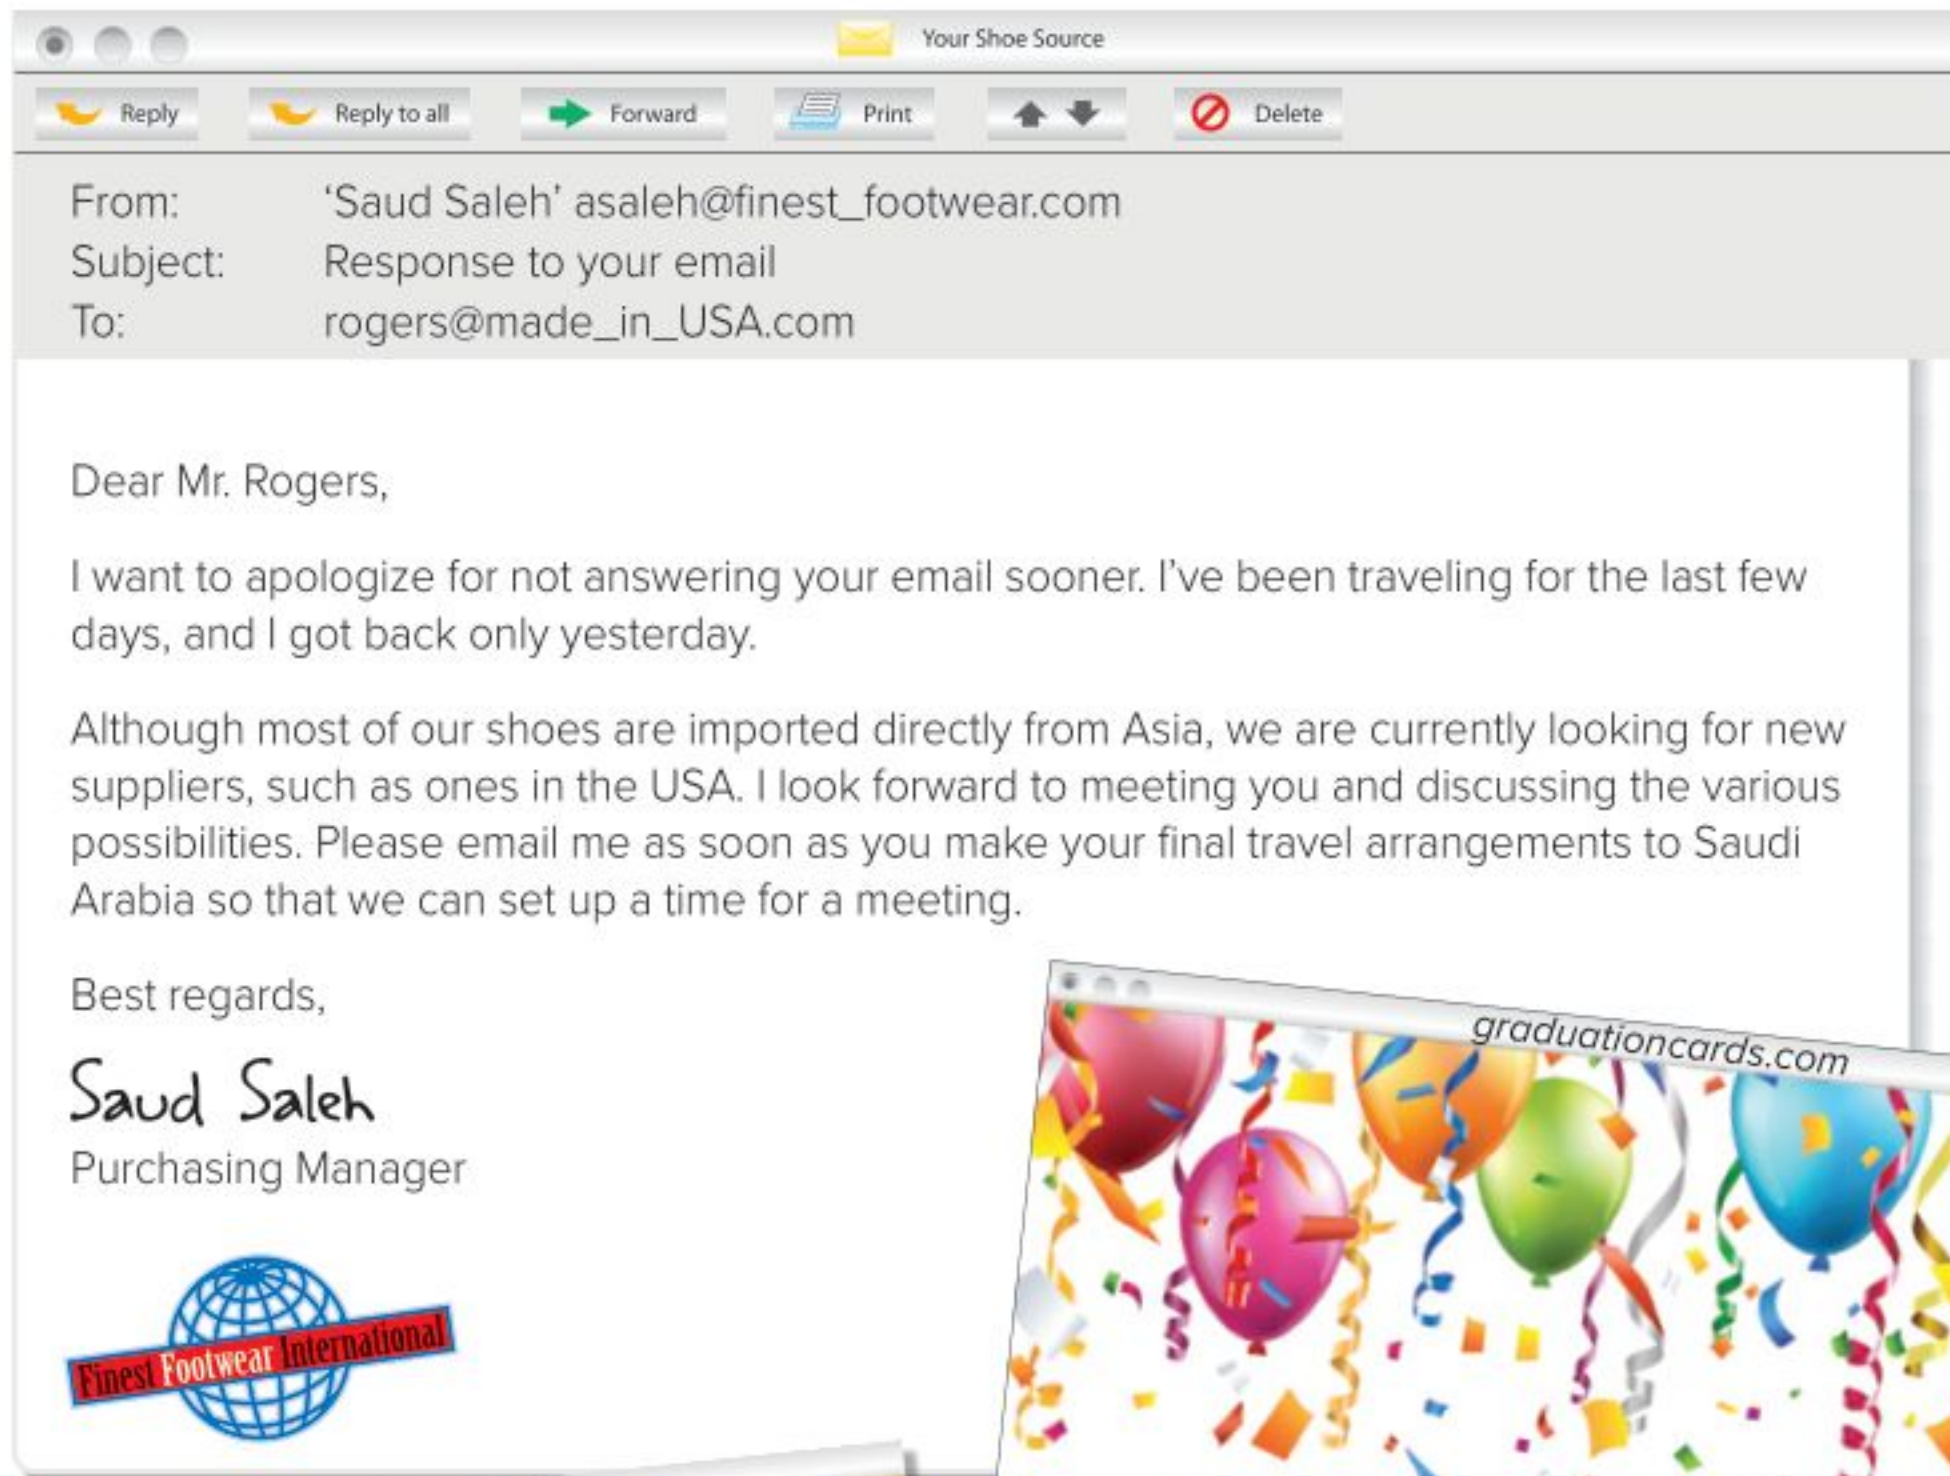 Your Shoe Source
Reply
Reply to all
Forward
Print
Delete
From: ‘Saud Saleh’ asaleh@finest_footwear.com
Subject: Response to your email
To: rogers@made_in_USA.com
Dear Mr. Rogers,
I want to apologize for not answering your email sooner. I’ve been traveling for the last few
days, and I got back only yesterday.
Although most of our shoes are imported directly from Asia, we are currently looking for new
suppliers, such as ones in the USA. I look forward to meeting you and discussing the various
possibilities. Please email me as soon as you make your final travel arrangements to Saudi
Arabia so that we can set up a time for a meeting.
Best regards,
Saud Saleh
Purchasing Manager
Finest Footwear International
graduationcards.com